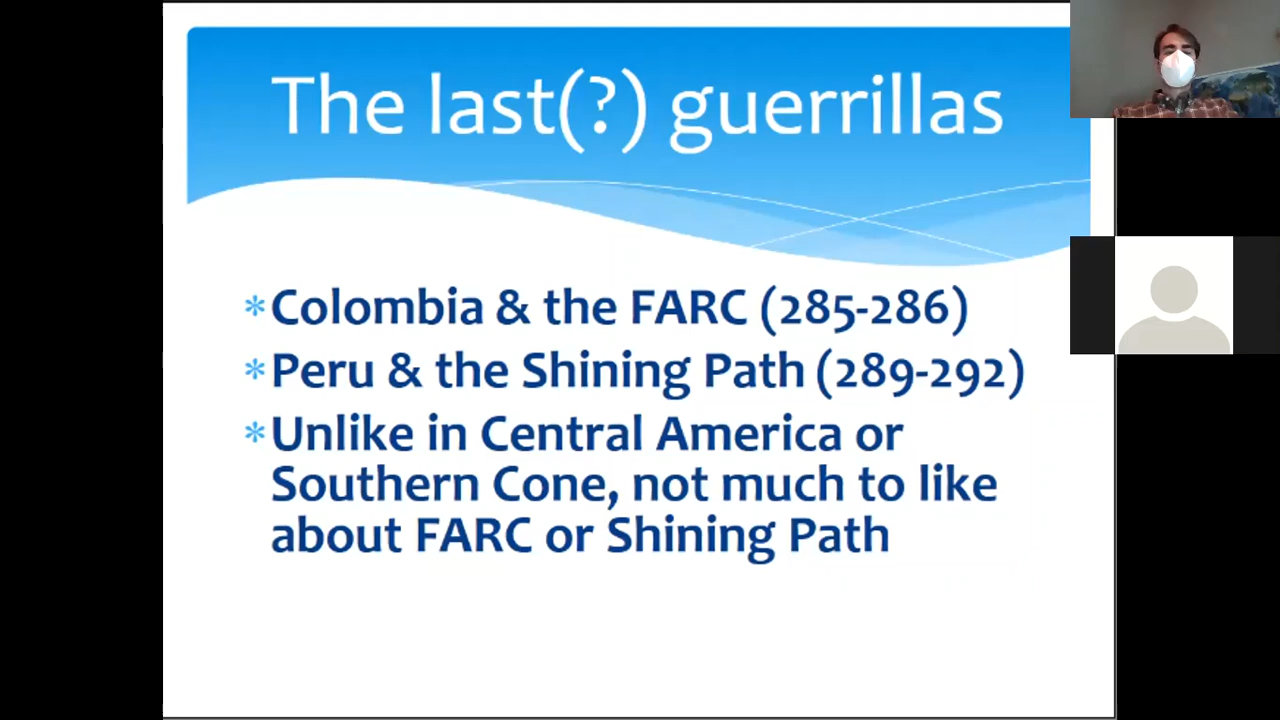 The last(?) guerrillas
*Colombia & the FARC (285-286)
*Peru & the Shining Path (289-292)
*Unlike in Central America or
Southern Cone, not much to like
about FARC or Shining Path